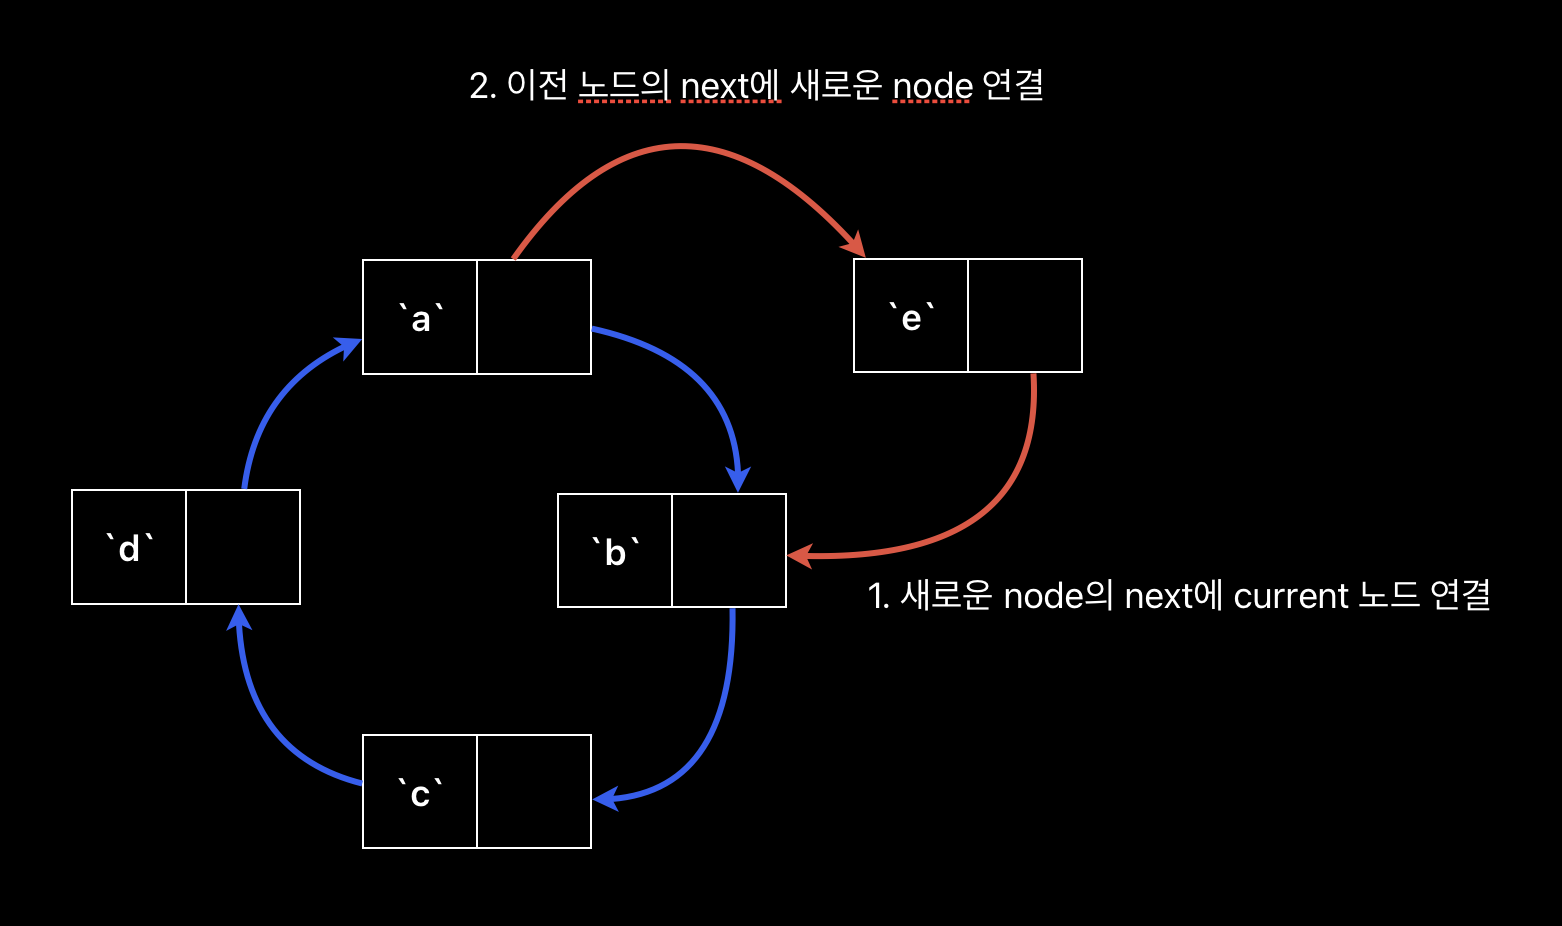 2. 이전 노드의 next에 새로운 node 연결
`a`
`e`
`d`
`b`
1. 새로운 node의 next에 current 노드 연결
`c`